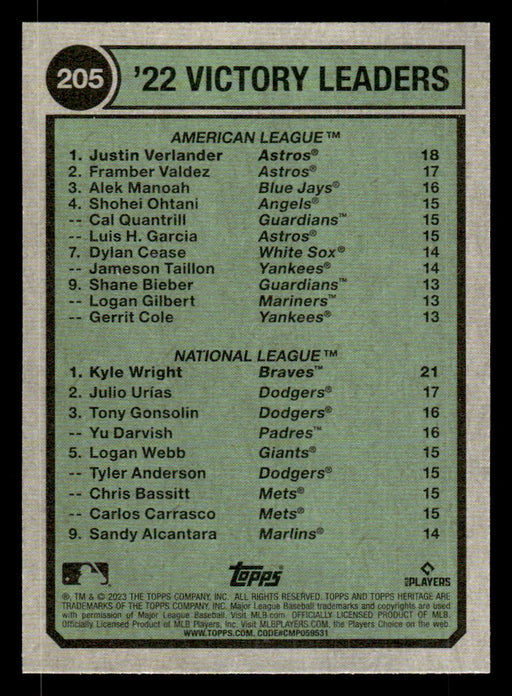 205 '22 VICTORY LEADERS
AMERICAN LEAGUE™
1. Justin Verlander Astros® 18
2. Framber Valdez Astros® 17
3. Alek Manoah Blue Jays® 16
4. Shohei Ohtani Angels® 15
-- Cal Quantrill Guardians™ 15
-- Luis H. Garcia Astros® 15
7. Dylan Cease White Sox® 14
-- Jameson Taillon Yankees® 14
9. Shane Bieber Guardians™ 13
-- Logan Gilbert Mariners™ 13
-- Gerrit Cole Yankees® 13
NATIONAL LEAGUE™
1. Kyle Wright Braves™ 21
2. Julio Urías Dodgers® 17
3. Tony Gonsolin Dodgers® 16
-- Yu Darvish Padres™ 16
5. Logan Webb Giants® 15
-- Tyler Anderson Dodgers® 15
-- Chris Bassitt Mets® 15
-- Carlos Carrasco Mets® 15
9. Sandy Alcantara Marlins® 14
Topps® PLAYERS
®, TM & © 2023 THE TOPPS COMPANY, INC. ALL RIGHTS RESERVED. TOPPS AND TOPPS HERITAGE ARE
TRADEMARKS OF THE TOPPS COMPANY, INC. Major League Baseball trademarks and copyrights are used
with permission of Major League Baseball. Visit MLB.com. OFFICIALLY LICENSED PRODUCT OF MLB PLAYERS, INC.
Officially Licensed Product of MLB Players, Inc. Visit MLBPLAYERS.COM, the Players Choice on the web.
WWW.TOPPS.COM. CODE#CMP059531